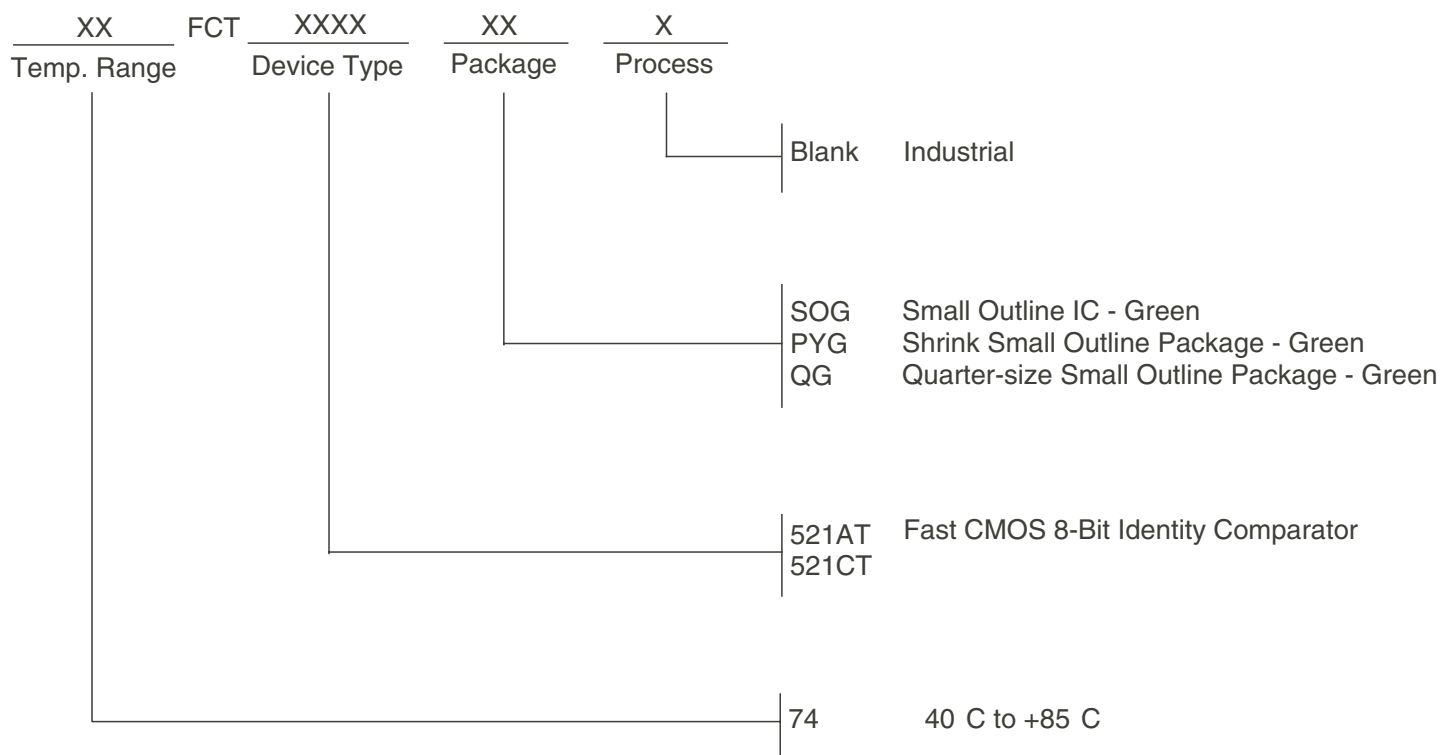 XX FCT XXXX XX X
Temp. Range Device Type Package Process
Blank Industrial
SOG Small Outline IC - Green
PYG Shrink Small Outline Package - Green
QG Quarter-size Small Outline Package - Green
521AT Fast CMOS 8-Bit Identity Comparator
521CT
74 40 C to +85 C